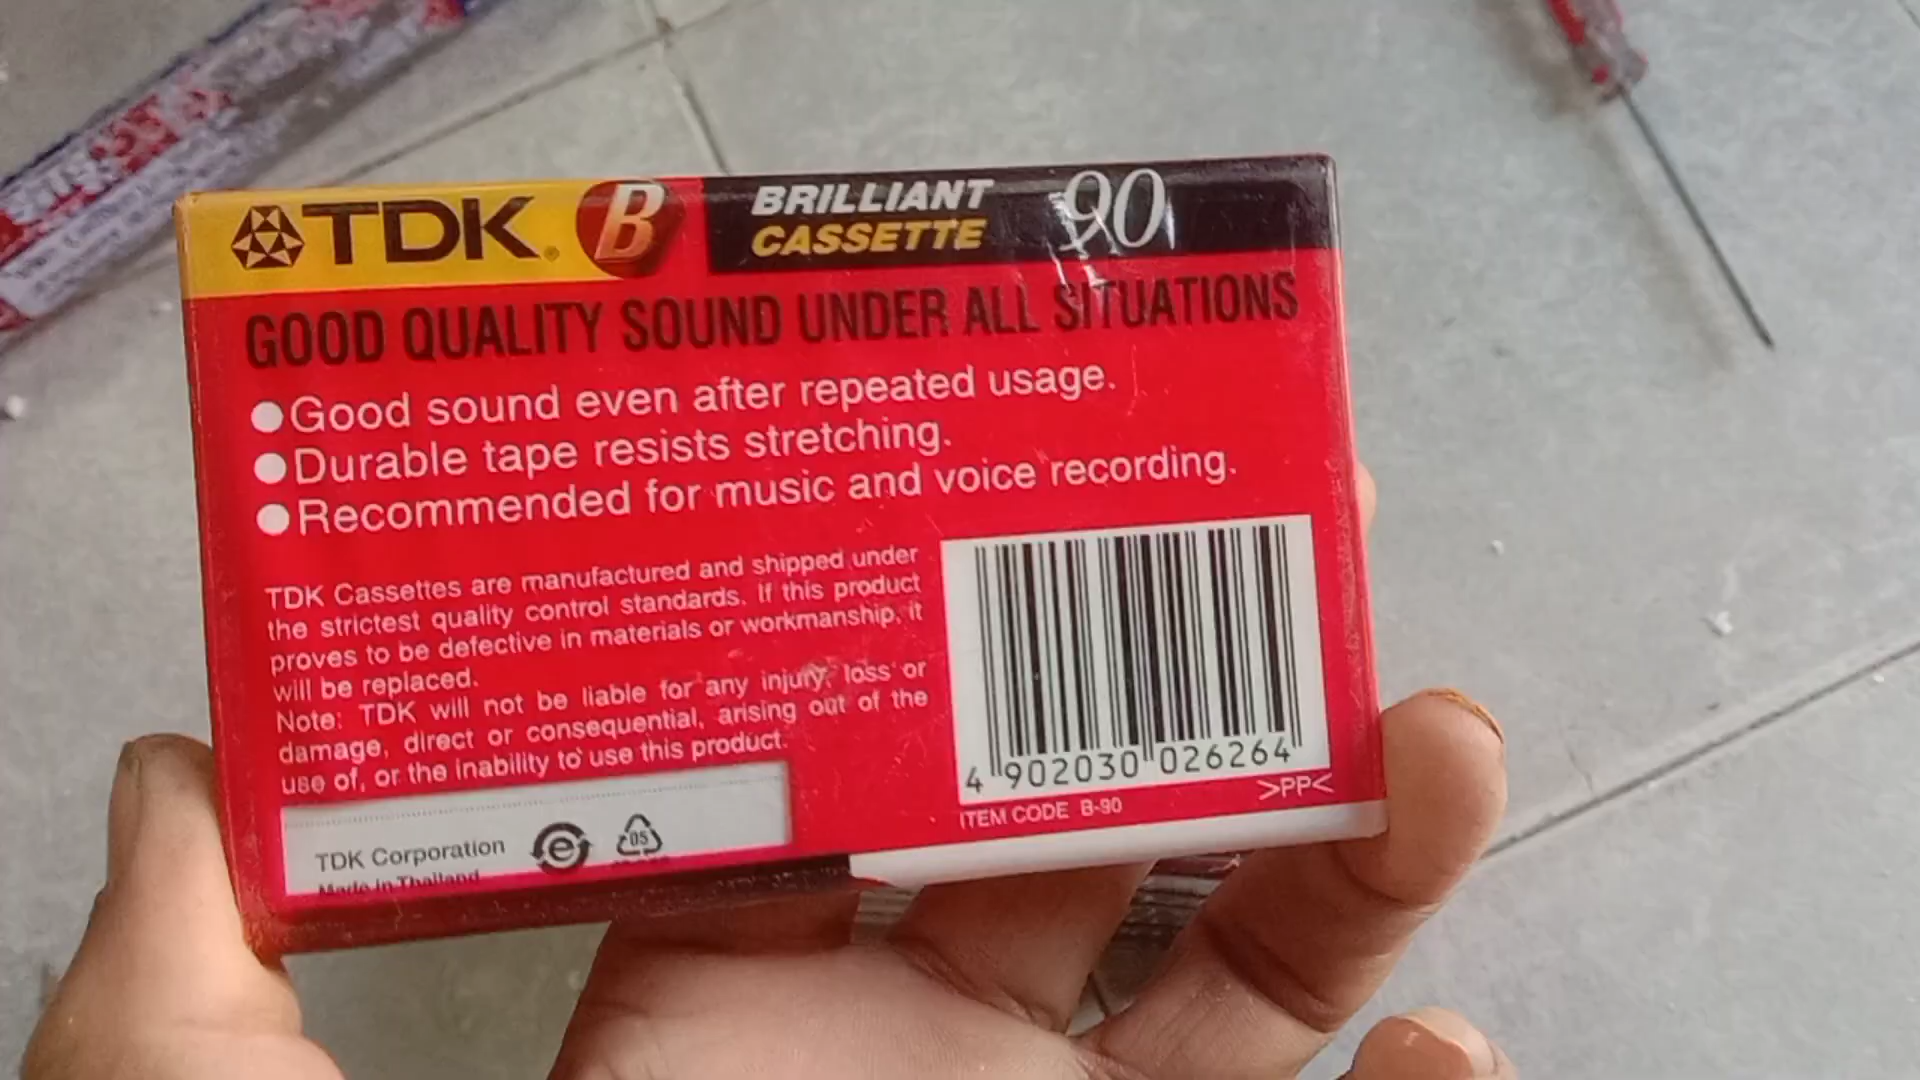 TDK. B BRILLIANT CASSETTE 90
GOOD QUALITY SOUND UNDER ALL SITUATIONS
●Good sound even after repeated usage.
●Durable tape resists stretching.
●Recommended for music and voice recording.
TDK Cassettes are manufactured and shipped under
the strictest quality control standards. If this product
proves to be defective in materials or workmanship, it
will be replaced.
Note: TDK will not be liable for any injury, loss or
damage, direct or consequential, arising out of the
use of, or the inability to use this product.
4 902030 026264
ITEM CODE B-90
>PP<
TDK Corporation
e 05
Made in Thailand